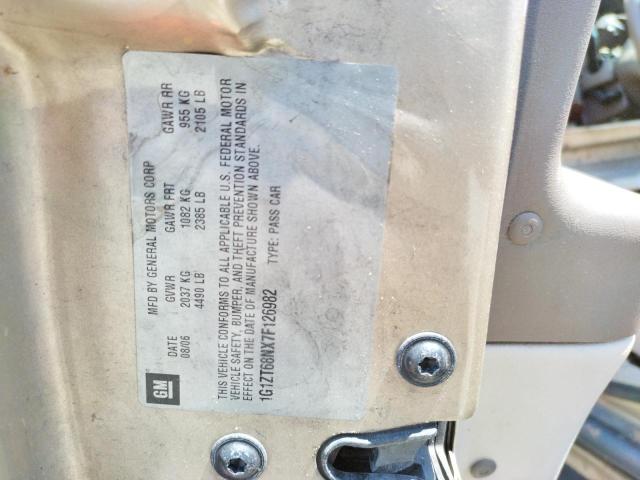 GM
MFD BY GENERAL MOTORS CORP
DATE GVWR GAWR FRT GAWR RR
08/06 2037 KG 1082 KG 955 KG
4490 LB 2385 LB 2105 LB
THIS VEHICLE CONFORMS TO ALL APPLICABLE U.S. FEDERAL MOTOR
VEHICLE SAFETY, BUMPER, AND THEFT PREVENTION STANDARDS IN
EFFECT ON THE DATE OF MANUFACTURE SHOWN ABOVE.
1G1ZT68NX7F126982 TYPE: PASS CAR